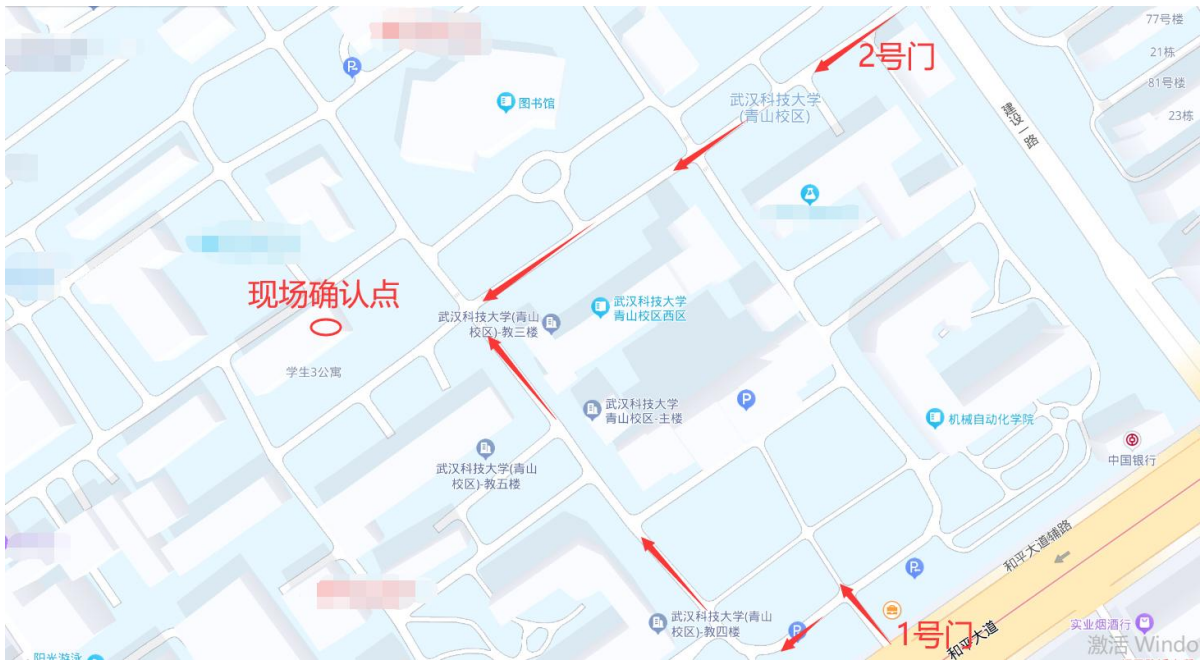 77号楼
2号门
21栋
81号楼
图书馆
武汉科技大学
(青山校区)
23栋
建设一路
现场确认点
武汉科技大学
青山校区西区
武汉科技大学(青山
校区)-教三楼
学生3公寓
武汉科技大学
青山校区-主楼
机械自动化学院
武汉科技大学(青山
校区)-教五楼
中国银行
和平大道辅路
武汉科技大学(青山
校区)-教四楼
1号门
和平大道
实业烟酒行
激活 Windo
阳光游泳